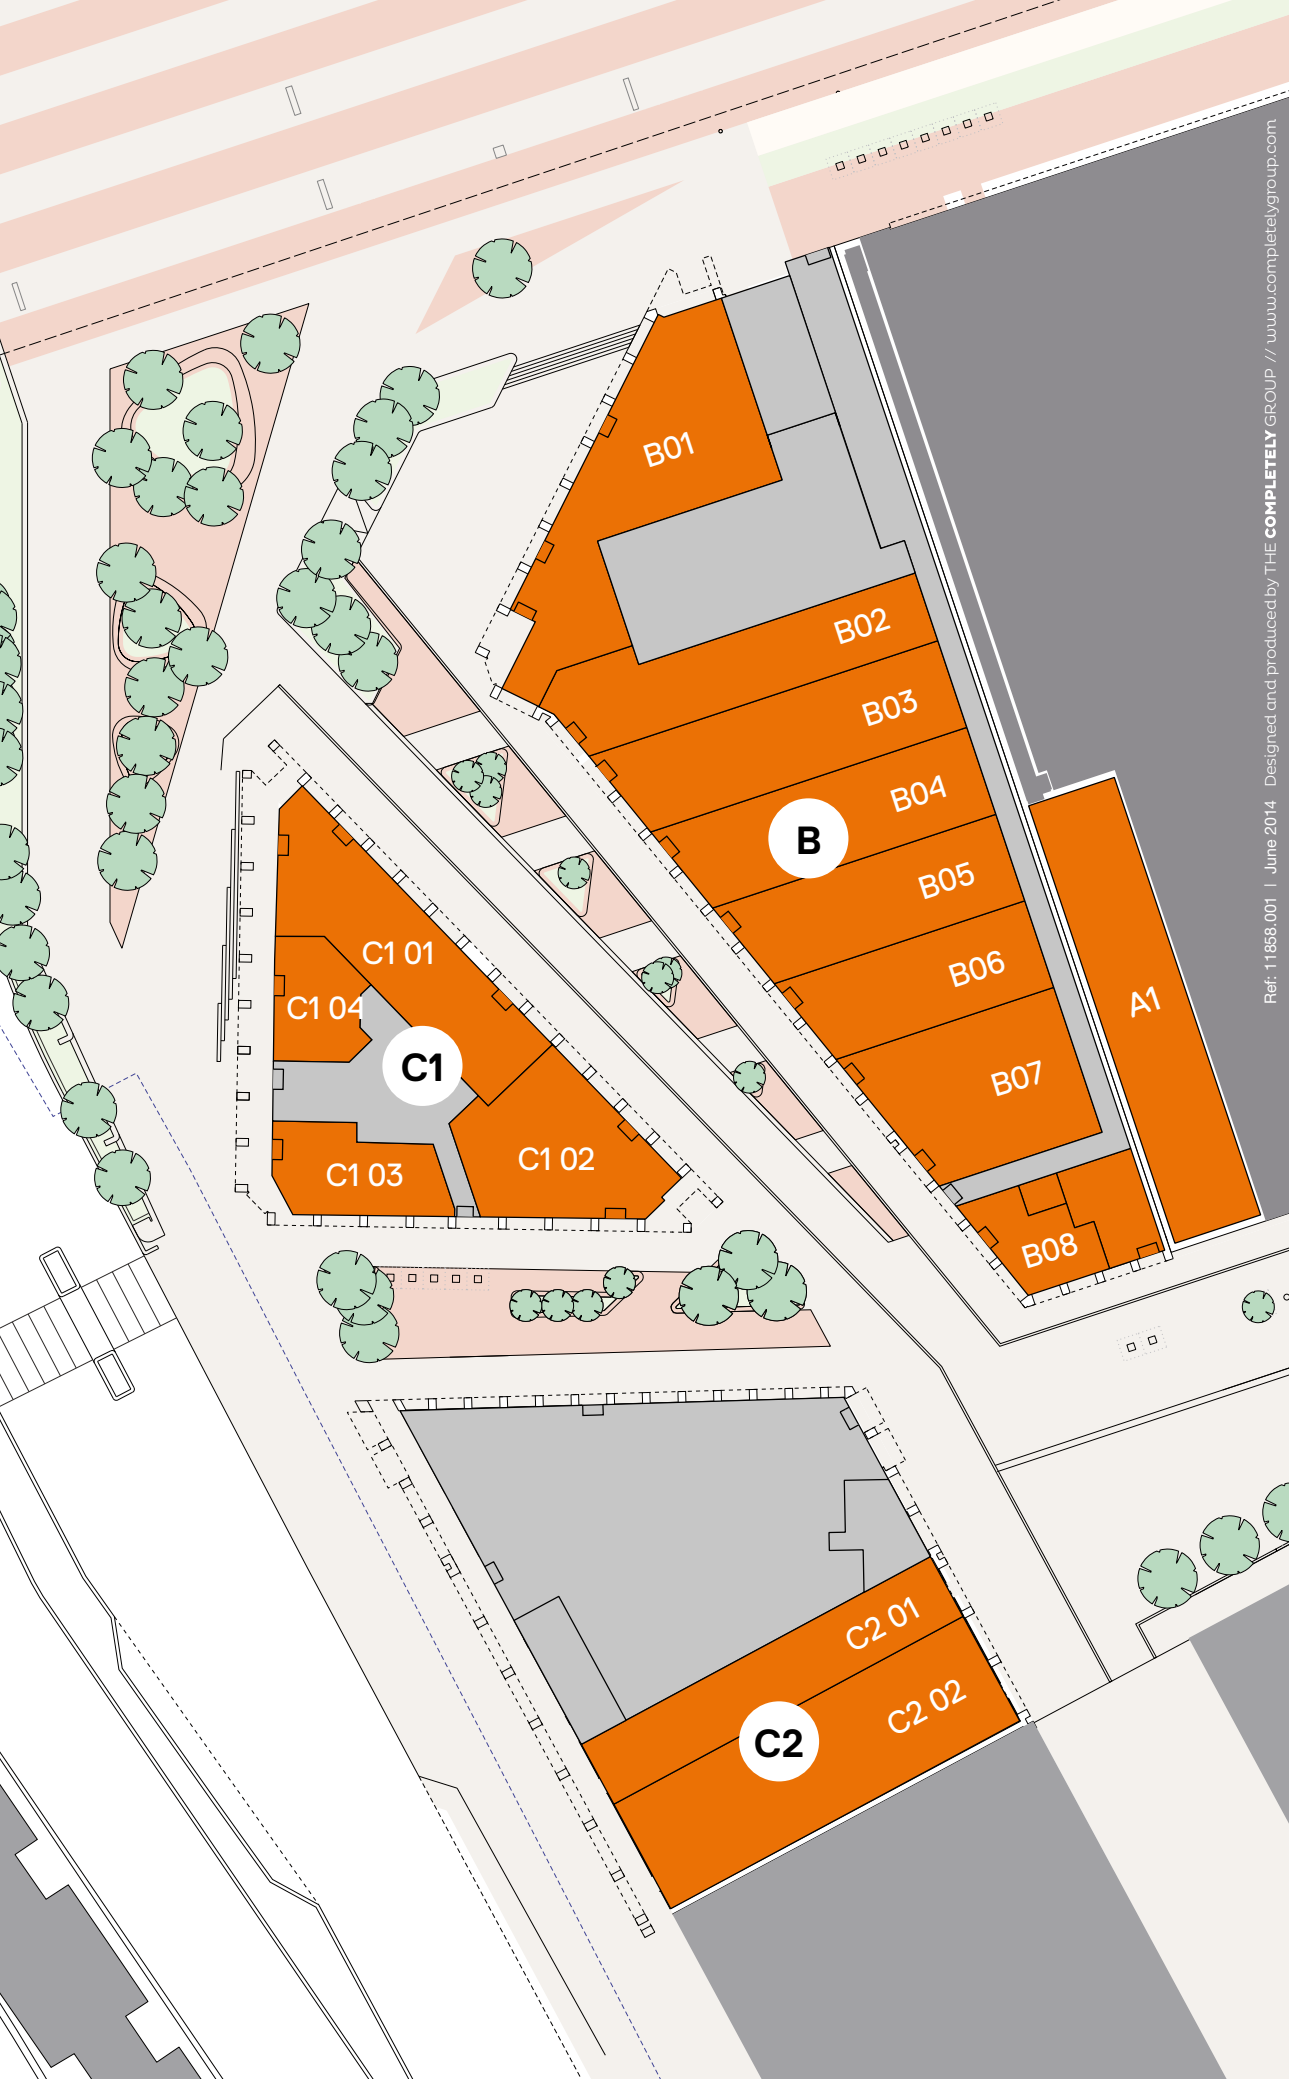 B01
B02
B03
B04
B
B05
B06
B07
B08
A1
C1 01
C1 04
C1
C1 02
C1 03
C2 01
C2 02
C2
Ref: 11858.001 I June 2014 Designed and produced by THE COMPLETELY GROUP // www.completelygroup.com